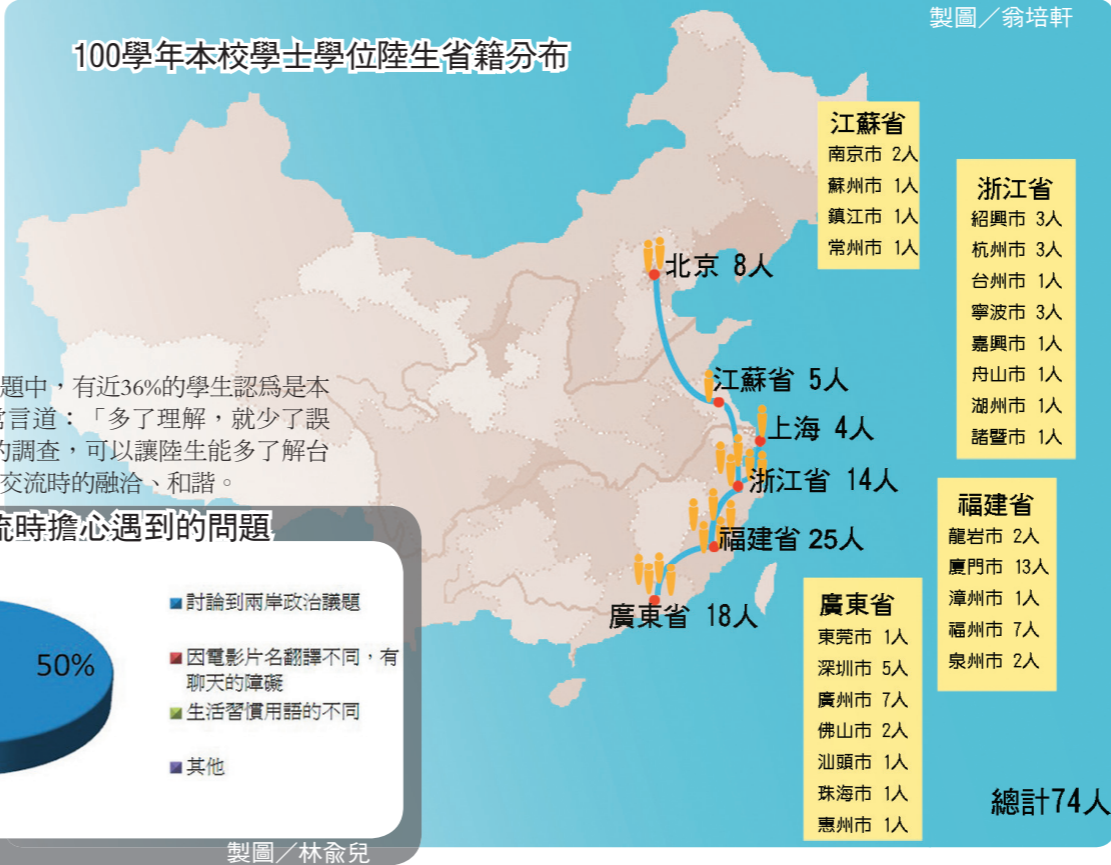 製圖／翁培軒
100學年本校學士學位陸生省籍分布
北京 8人
江蘇省 5人
上海 4人
浙江省 14人
福建省 25人
廣東省 18人
江蘇省
南京市 2人
蘇州市 1人
鎮江市 1人
常州市 1人
浙江省
紹興市 3人
杭州市 3人
台州市 1人
寧波市 3人
嘉興市 1人
舟山市 1人
湖州市 1人
諸暨市 1人
福建省
龍岩市 2人
廈門市 13人
漳州市 1人
福州市 7人
泉州市 2人
廣東省
東莞市 1人
深圳市 5人
廣州市 7人
佛山市 2人
汕頭市 1人
珠海市 1人
惠州市 1人
總計74人
題中，有近36%的學生認爲是本
常言道：「多了理解，就少了誤
的調查，可以讓陸生能多了解台
交流時的融洽、和諧。
流時擔心遇到的問題
50%
討論到兩岸政治議題
因電影片名翻譯不同，有
聊天的障礙
生活習慣用語的不同
其他
製圖／林兪兒